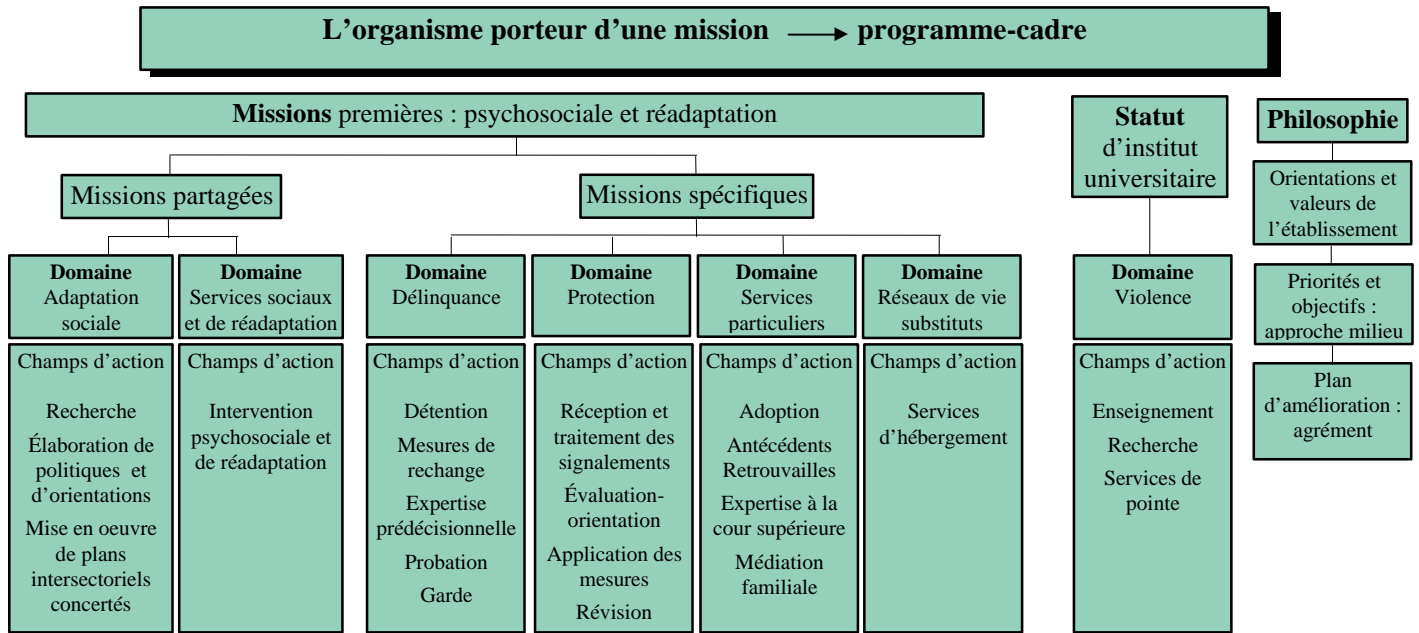 L'organisme porteur d'une mission → programme-cadre
Missions premières : psychosociale et réadaptation
Missions partagées
Missions spécifiques
Domaine
Adaptation
sociale
Champs d'action
Recherche
Élaboration de
politiques et
d'orientations
Mise en oeuvre
de plans
intersectoriels
concertés
Domaine
Services sociaux
et de réadaptation
Champs d'action
Intervention
psychosociale et
de réadaptation
Domaine
Délinquance
Champs d'action
Détention
Mesures de
rechange
Expertise
prédécisionnelle
Probation
Garde
Domaine
Protection
Champs d'action
Réception et
traitement des
signalements
Évaluation-
orientation
Application des
mesures
Révision
Domaine
Services
particuliers
Champs d'action
Adoption
Antécédents
Retrouvailles
Expertise à la
cour supérieure
Médiation
familiale
Domaine
Réseaux de vie
substituts
Champs d'action
Services
d'hébergement
Statut
d'institut
universitaire
Domaine
Violence
Champs d'action
Enseignement
Recherche
Services de
pointe
Philosophie
Orientations et
valeurs de
l'établissement
Priorités et
objectifs :
approche milieu
Plan
d'amélioration :
agrément